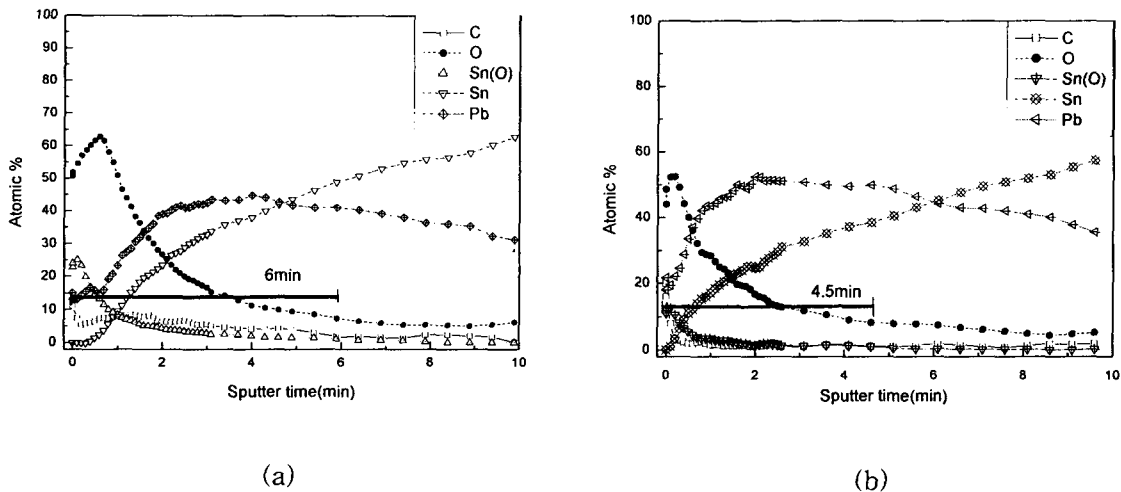 100
90
80
70
60
50
40
30
20
10
0
Atomic %
C
O
Sn(O)
Sn
Pb
6min
0 2 4 6 8 10
Sputter time(min)
(a)
100
80
60
40
20
0
Atomic %
C
O
Sn(O)
Sn
Pb
4.5min
0 2 4 6 8 10
Sputter time(min)
(b)